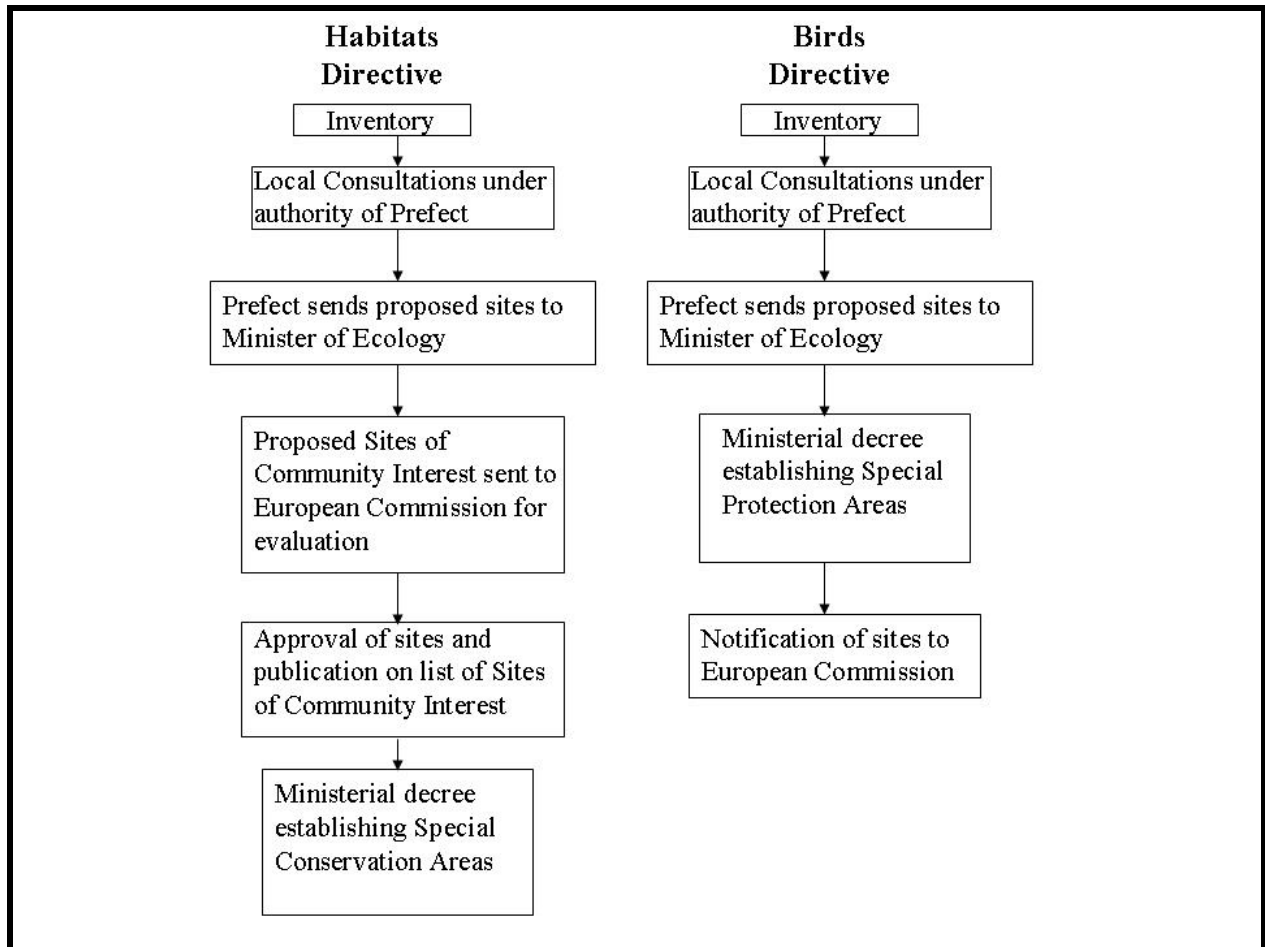 Habitats
Directive
Inventory
Local Consultations under
authority of Prefect
Prefect sends proposed sites to
Minister of Ecology
Proposed Sites of
Community Interest sent to
European Commission for
evaluation
Approval of sites and
publication on list of Sites
of Community Interest
Ministerial decree
establishing Special
Conservation Areas
Birds
Directive
Inventory
Local Consultations under
authority of Prefect
Prefect sends proposed sites to
Minister of Ecology
Ministerial decree
establishing Special
Protection Areas
Notification of sites to
European Commission